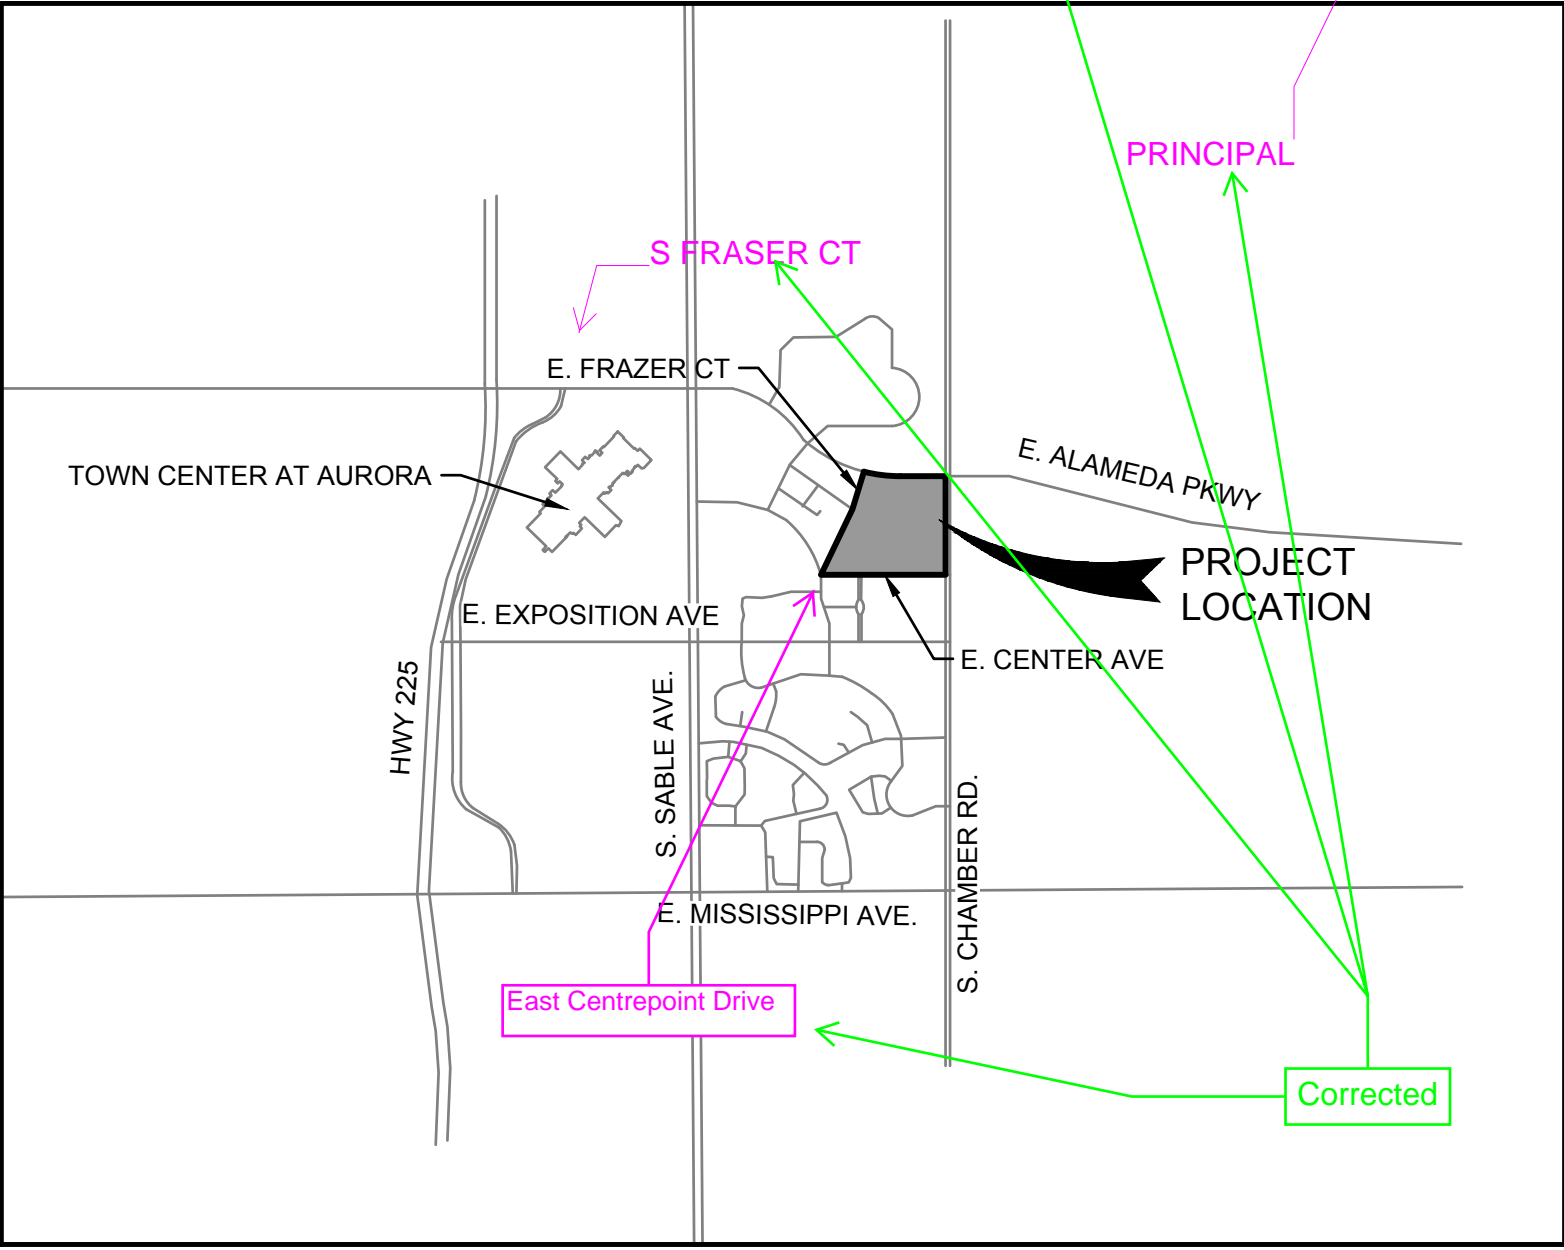 PRINCIPAL
S FRASER CT
E. FRAZER CT
E. ALAMEDA PKWY
TOWN CENTER AT AURORA
PROJECT
LOCATION
E. EXPOSITION AVE
E. CENTER AVE
HWY 225
S. SABLE AVE.
S. CHAMBER RD.
E. MISSISSIPPI AVE.
East Centrepoint Drive
Corrected